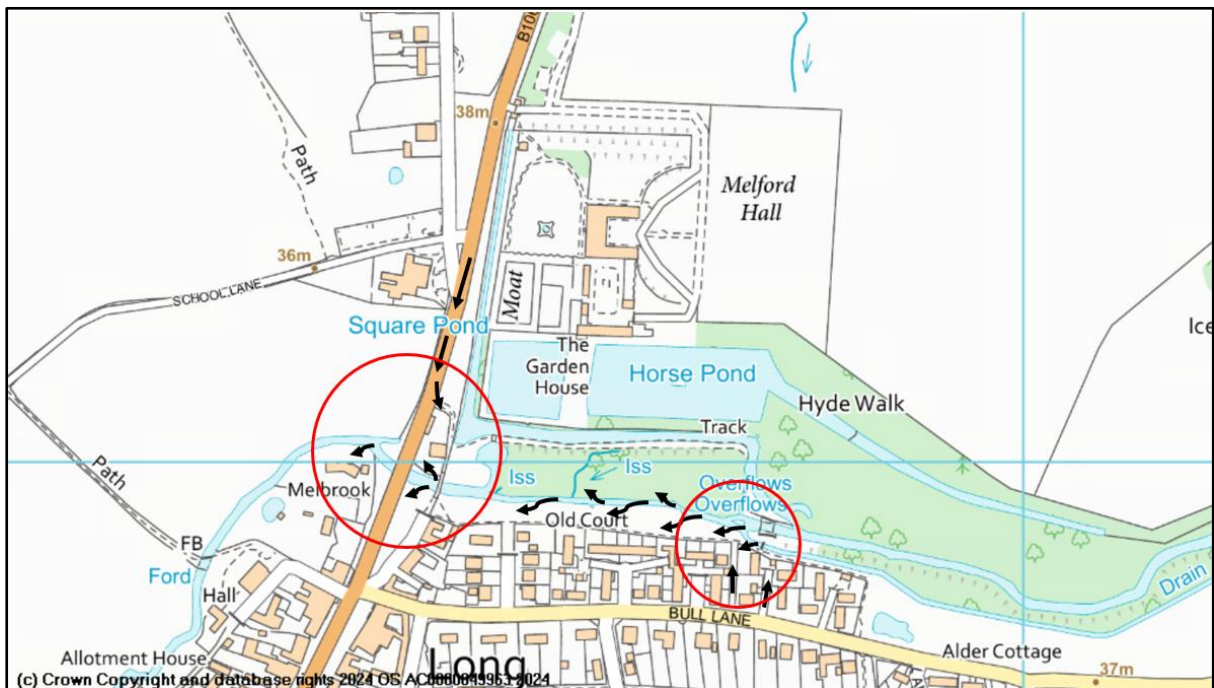 B10
38m
Path
Melford
Hall
36m
SCHOOL LANE
Moat
Square Pond
The
Garden
House
Horse Pond
Ice
Hyde Walk
Track
Path
Iss
Iss
Melbrook
Overflows
Overflows
Old Court
FB
Ford
Hall
Drain
BULL LANE
Allotment House
Alder Cottage
Long
37m
(c) Crown Copyright and database rights 2024 OS AC0000849963 2024